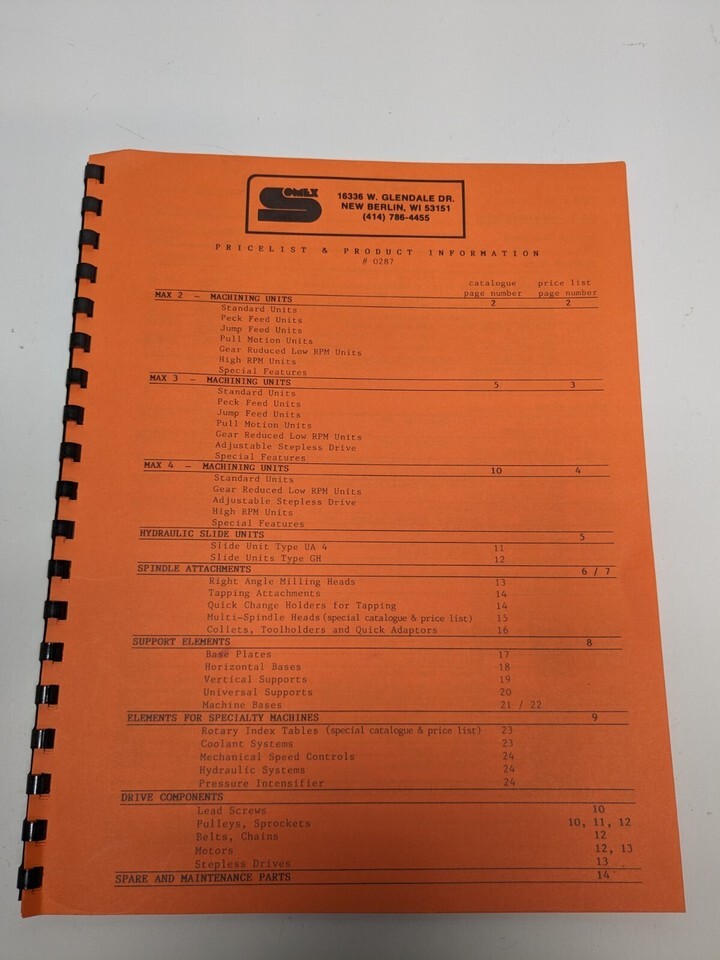 SOMEX
16336 W. GLENDALE DR.
NEW BERLIN, WI 53151
(414) 786-4455
PRICELIST & PRODUCT INFORMATION
# 0287
catalogue price list
page number page number
MAX 2 – MACHINING UNITS 2 2
Standard Units
Peck Feed Units
Jump Feed Units
Pull Motion Units
Gear Ruduced Low RPM Units
High RPM Units
Special Features
MAX 3 – MACHINING UNITS 5 3
Standard Units
Peck Feed Units
Jump Feed Units
Pull Motion Units
Gear Reduced Low RPM Units
Adjustable Stepless Drive
Special Features
MAX 4 – MACHINING UNITS 10 4
Standard Units
Gear Reduced Low RPM Units
Adjustable Stepless Drive
High RPM Units
Special Features
HYDRAULIC SLIDE UNITS 5
Slide Unit Type UA 4 11
Slide Units Type GH 12
SPINDLE ATTACHMENTS 6 / 7
Right Angle Milling Heads 13
Tapping Attachments 14
Quick Change Holders for Tapping 14
Multi-Spindle Heads (special catalogue & price list) 15
Collets, Toolholders and Quick Adaptors 16
SUPPORT ELEMENTS 8
Base Plates 17
Horizontal Bases 18
Vertical Supports 19
Universal Supports 20
Machine Bases 21 / 22
ELEMENTS FOR SPECIALTY MACHINES 9
Rotary Index Tables (special catalogue & price list) 23
Coolant Systems 23
Mechanical Speed Controls 24
Hydraulic Systems 24
Pressure Intensifier 24
DRIVE COMPONENTS
Lead Screws 10
Pulleys, Sprockets 10, 11, 12
Belts, Chains 12
Motors 12, 13
Stepless Drives 13
SPARE AND MAINTENANCE PARTS 14